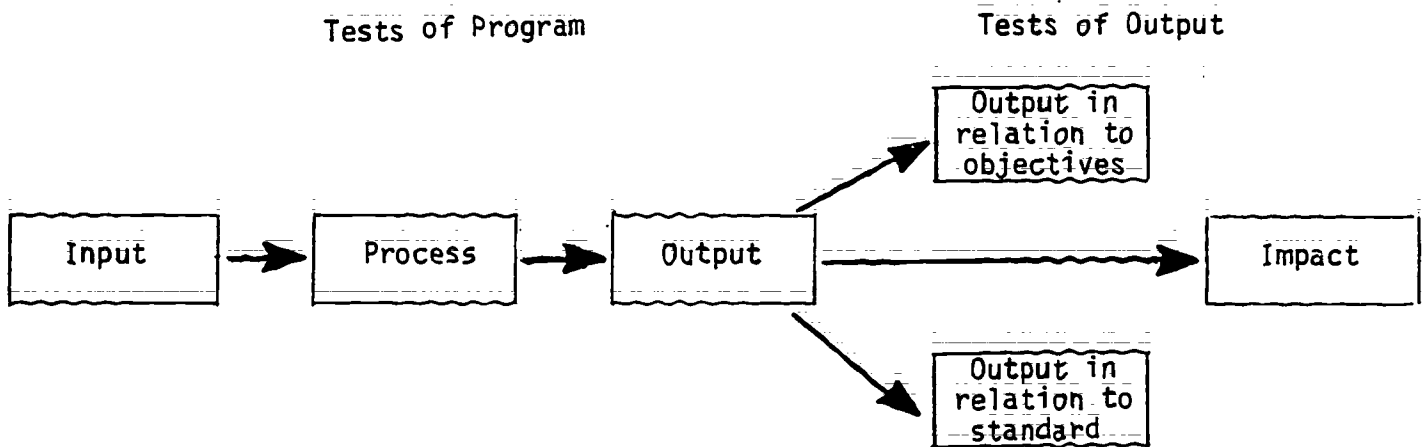 Tests of Program
Tests of Output
Output in
relation to
objectives
Input
Process
Output
Impact
Output in
relation to
standard